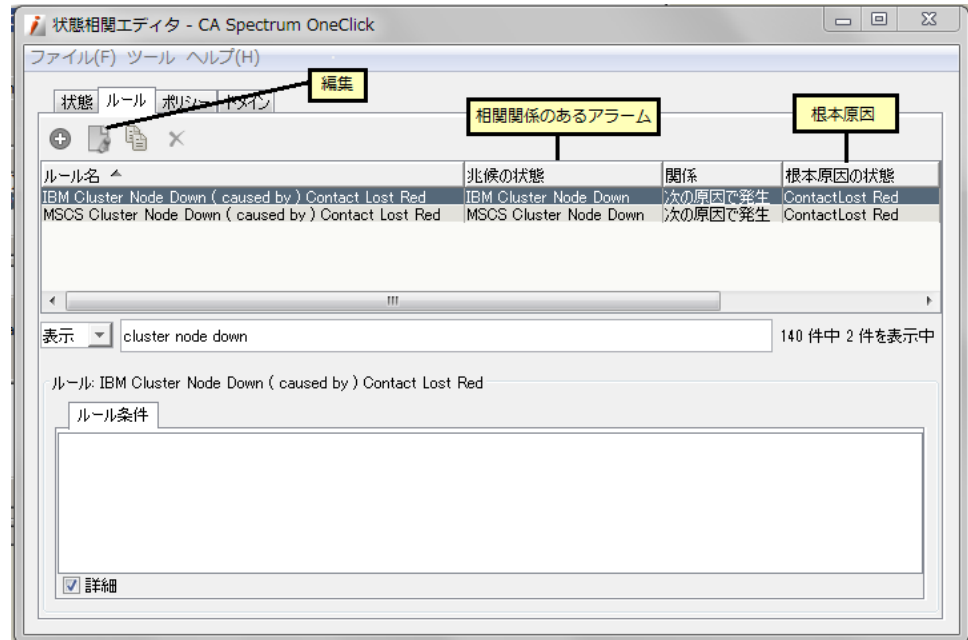 状態相関エディタ - CA Spectrum OneClick
ファイル(F) ツール ヘルプ(H)
編集
状態 ルール ポリシー ドメイン
相関関係のあるアラーム
根本原因
ルール名 兆候の状態 関係 根本原因の状態
IBM Cluster Node Down ( caused by ) Contact Lost Red IBM Cluster Node Down 次の原因で発生 ContactLost Red
MSCS Cluster Node Down ( caused by ) Contact Lost Red MSCS Cluster Node Down 次の原因で発生 ContactLost Red
表示 cluster node down 140 件中 2 件を表示中
ルール: IBM Cluster Node Down ( caused by ) Contact Lost Red
ルール条件
詳細